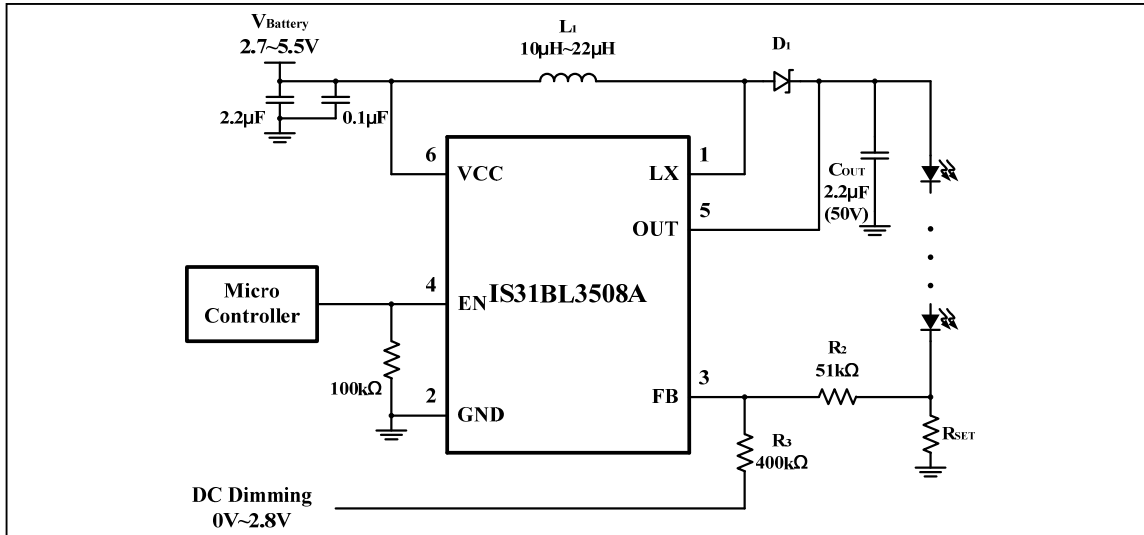 VBattery
2.7~5.5V
L1
10µH~22µH
D1
2.2µF
0.1µF
6
VCC
1
LX
COUT
2.2µF
(50V)
5
OUT
Micro
Controller
4
EN
IS31BL3508A
R2
51kΩ
3
FB
100kΩ
2
GND
RSET
R3
400kΩ
DC Dimming
0V~2.8V